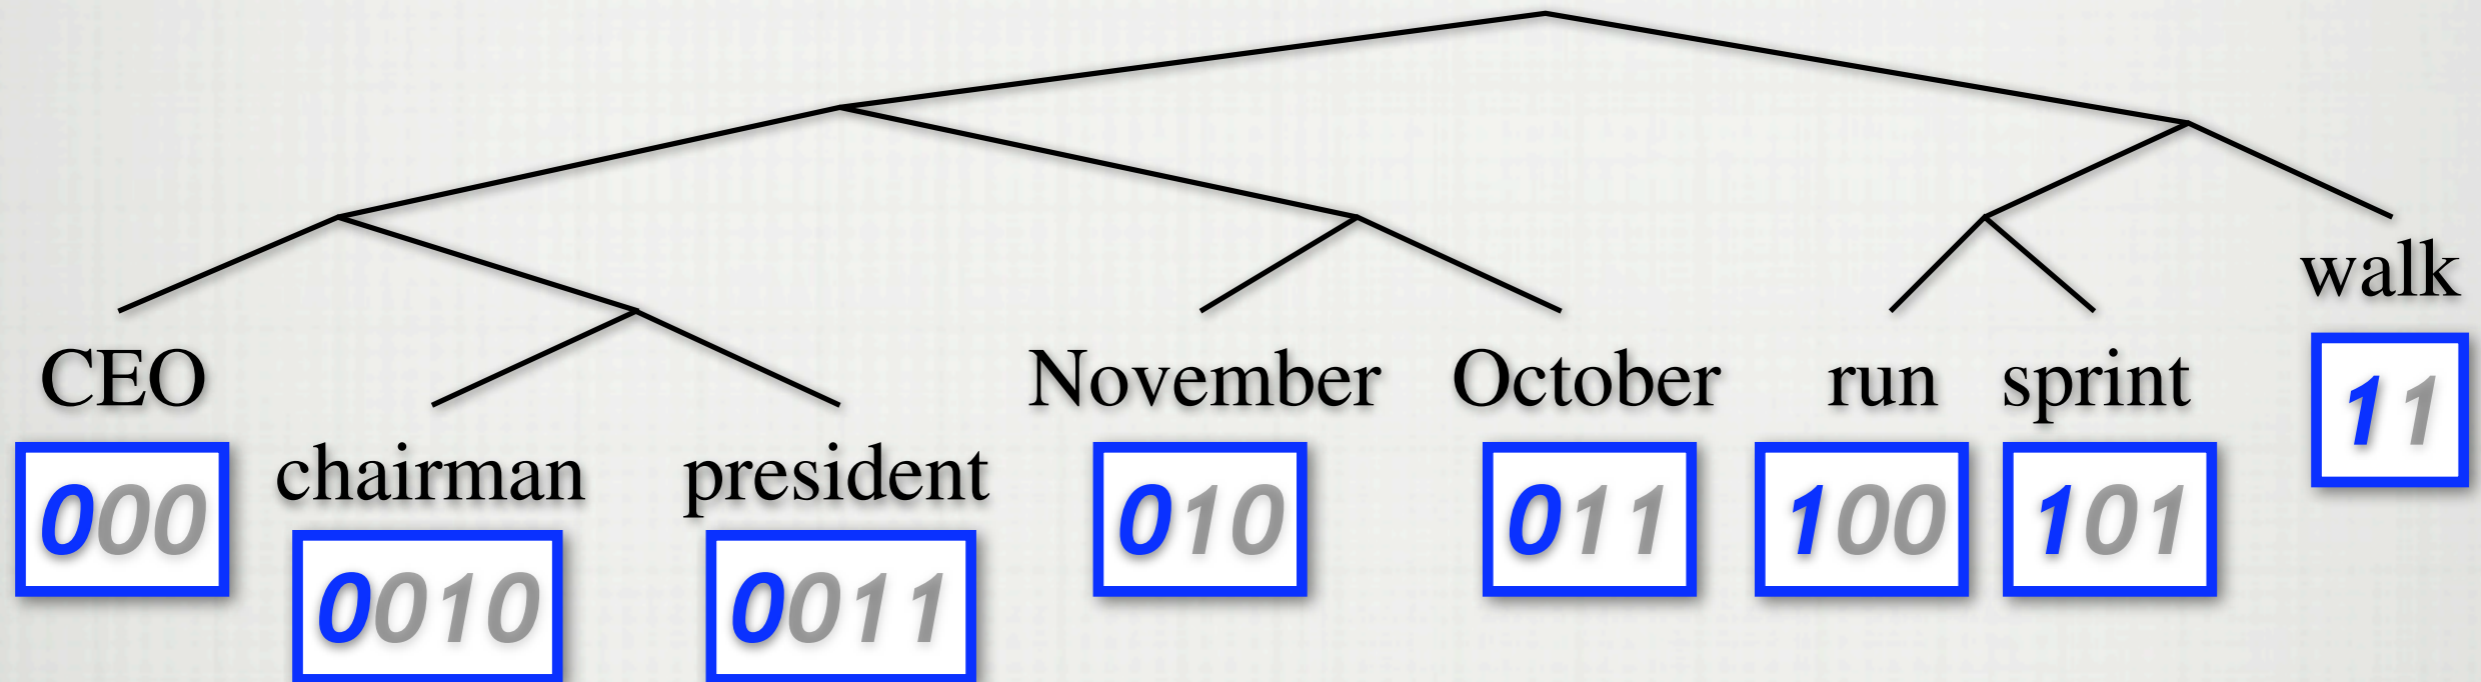 walk
11
CEO November October run sprint
000 010 011 100 101
chairman president
0010 0011